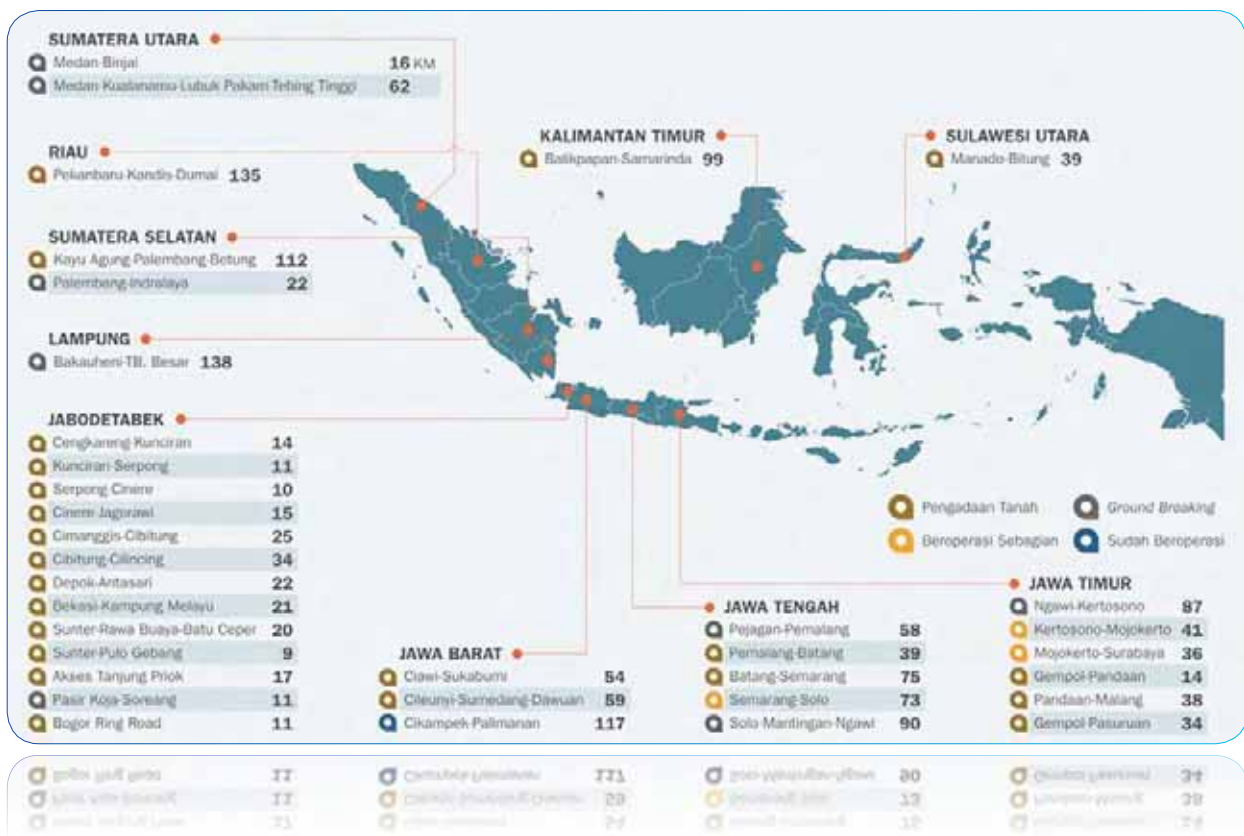 SUMATERA UTARA
Medan-Binjai 16 KM
Medan-Kualanamu-Lubuk Pakam-Tebing Tinggi 62
RIAU
Pekanbaru-Kandis-Dumai 135
SUMATERA SELATAN
Kayu Agung-Palembang-Betung 112
Palembang-Indralaya 22
LAMPUNG
Bakauheni-TB. Besar 138
KALIMANTAN TIMUR
Balikpapan-Samarinda 99
SULAWESI UTARA
Manado-Bitung 39
JABODETABEK
Cengkareng-Kunciran 14
Kunciran-Serpong 11
Serpong-Cinere 10
Cinere-Jagorawi 15
Cimanggis-Cibitung 25
Cibitung-Cilincing 34
Depok-Antasari 22
Bekasi-Kampung Melayu 21
Sunter-Rawa Buaya-Batu Ceper 20
Sunter-Pulo Gebang 9
Akses Tanjung Priok 17
Pasir Koja-Soreang 11
Bogor Ring Road 11
JAWA BARAT
Ciawi-Sukabumi 54
Cileunyi-Sumedang-Dawuan 59
Cikampek-Palimanan 117
JAWA TENGAH
Pejagan-Pemalang 58
Pemalang-Batang 39
Batang-Semarang 75
Semarang-Solo 73
Solo-Mantingan-Ngawi 90
Pengadaan Tanah
Ground Breaking
Beroperasi Sebagian
Sudah Beroperasi
JAWA TIMUR
Ngawi-Kertosono 87
Kertosono-Mojokerto 41
Mojokerto-Surabaya 36
Gempol-Pandaan 14
Pandaan-Malang 38
Gempol-Pasuruan 34